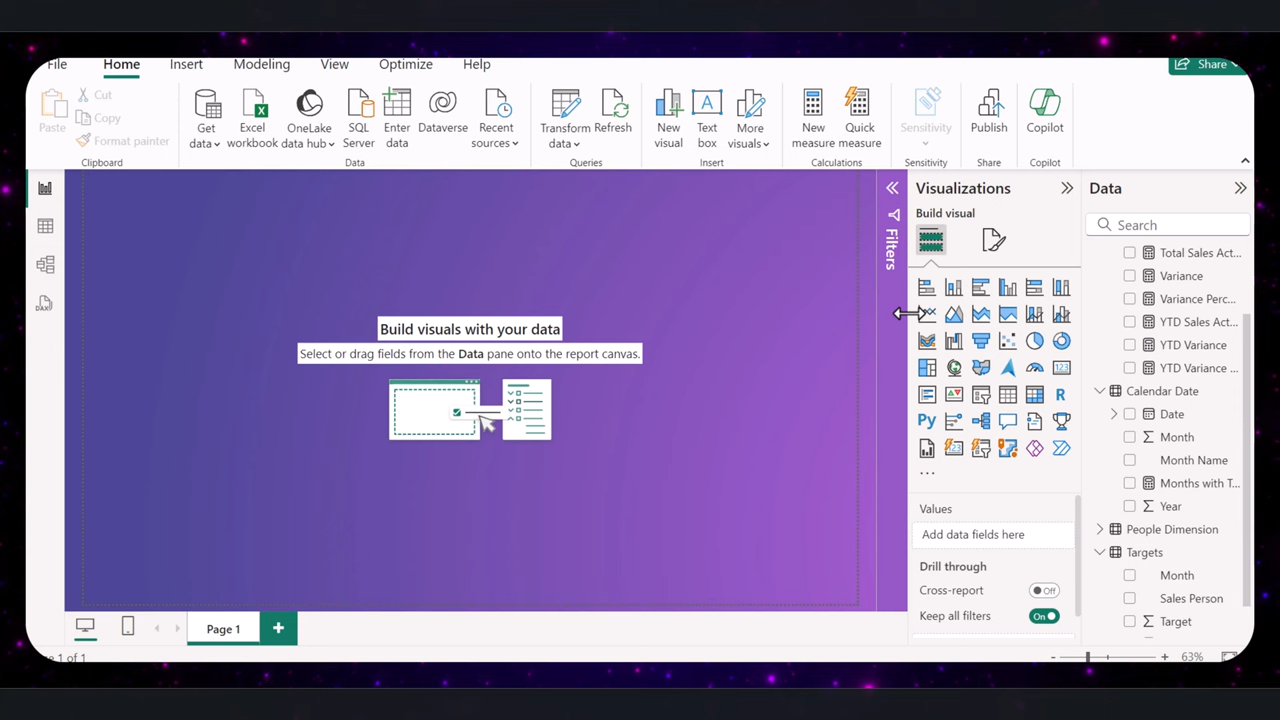 File Home Insert Modeling View Optimize Help Share
Paste Cut
Copy
Format painter
Clipboard
Get data
Excel workbook
OneLake data hub
SQL Server
Enter data
Dataverse
Recent sources
Data
Transform data
Refresh
Queries
New visual
Text box
More visuals
Insert
New measure
Quick measure
Calculations
Sensitivity
Sensitivity
Publish
Share
Copilot
Copilot
Build visuals with your data
Select or drag fields from the Data pane onto the report canvas.
Filters
Visualizations
Build visual
R
Py
123
...
Values
Add data fields here
Drill through
Cross-report Off
Keep all filters On
Data
Search
Total Sales Act...
Variance
Variance Perc...
YTD Sales Act...
YTD Variance
YTD Variance ...
Calendar Date
Date
Month
Month Name
Months with T...
Year
People Dimension
Targets
Month
Sales Person
Target
Page 1
1 of 1
63%